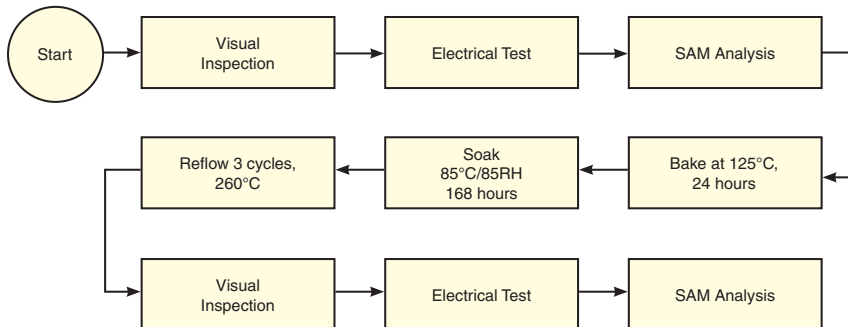 Start
Visual
Inspection
Electrical Test
SAM Analysis
Reflow 3 cycles,
260°C
Soak
85°C/85RH
168 hours
Bake at 125°C,
24 hours
Visual
Inspection
Electrical Test
SAM Analysis